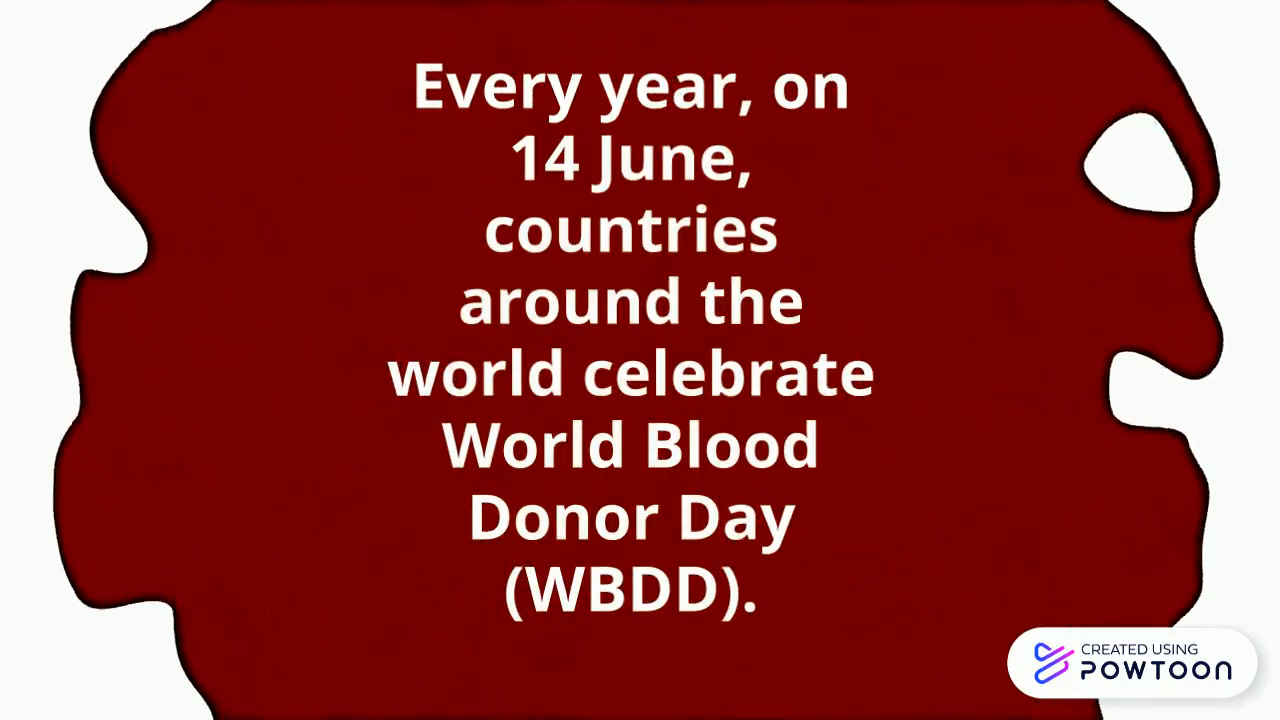 Every year, on
14 June,
countries
around the
world celebrate
World Blood
Donor Day
(WBDD).
CREATED USING
POWTOON